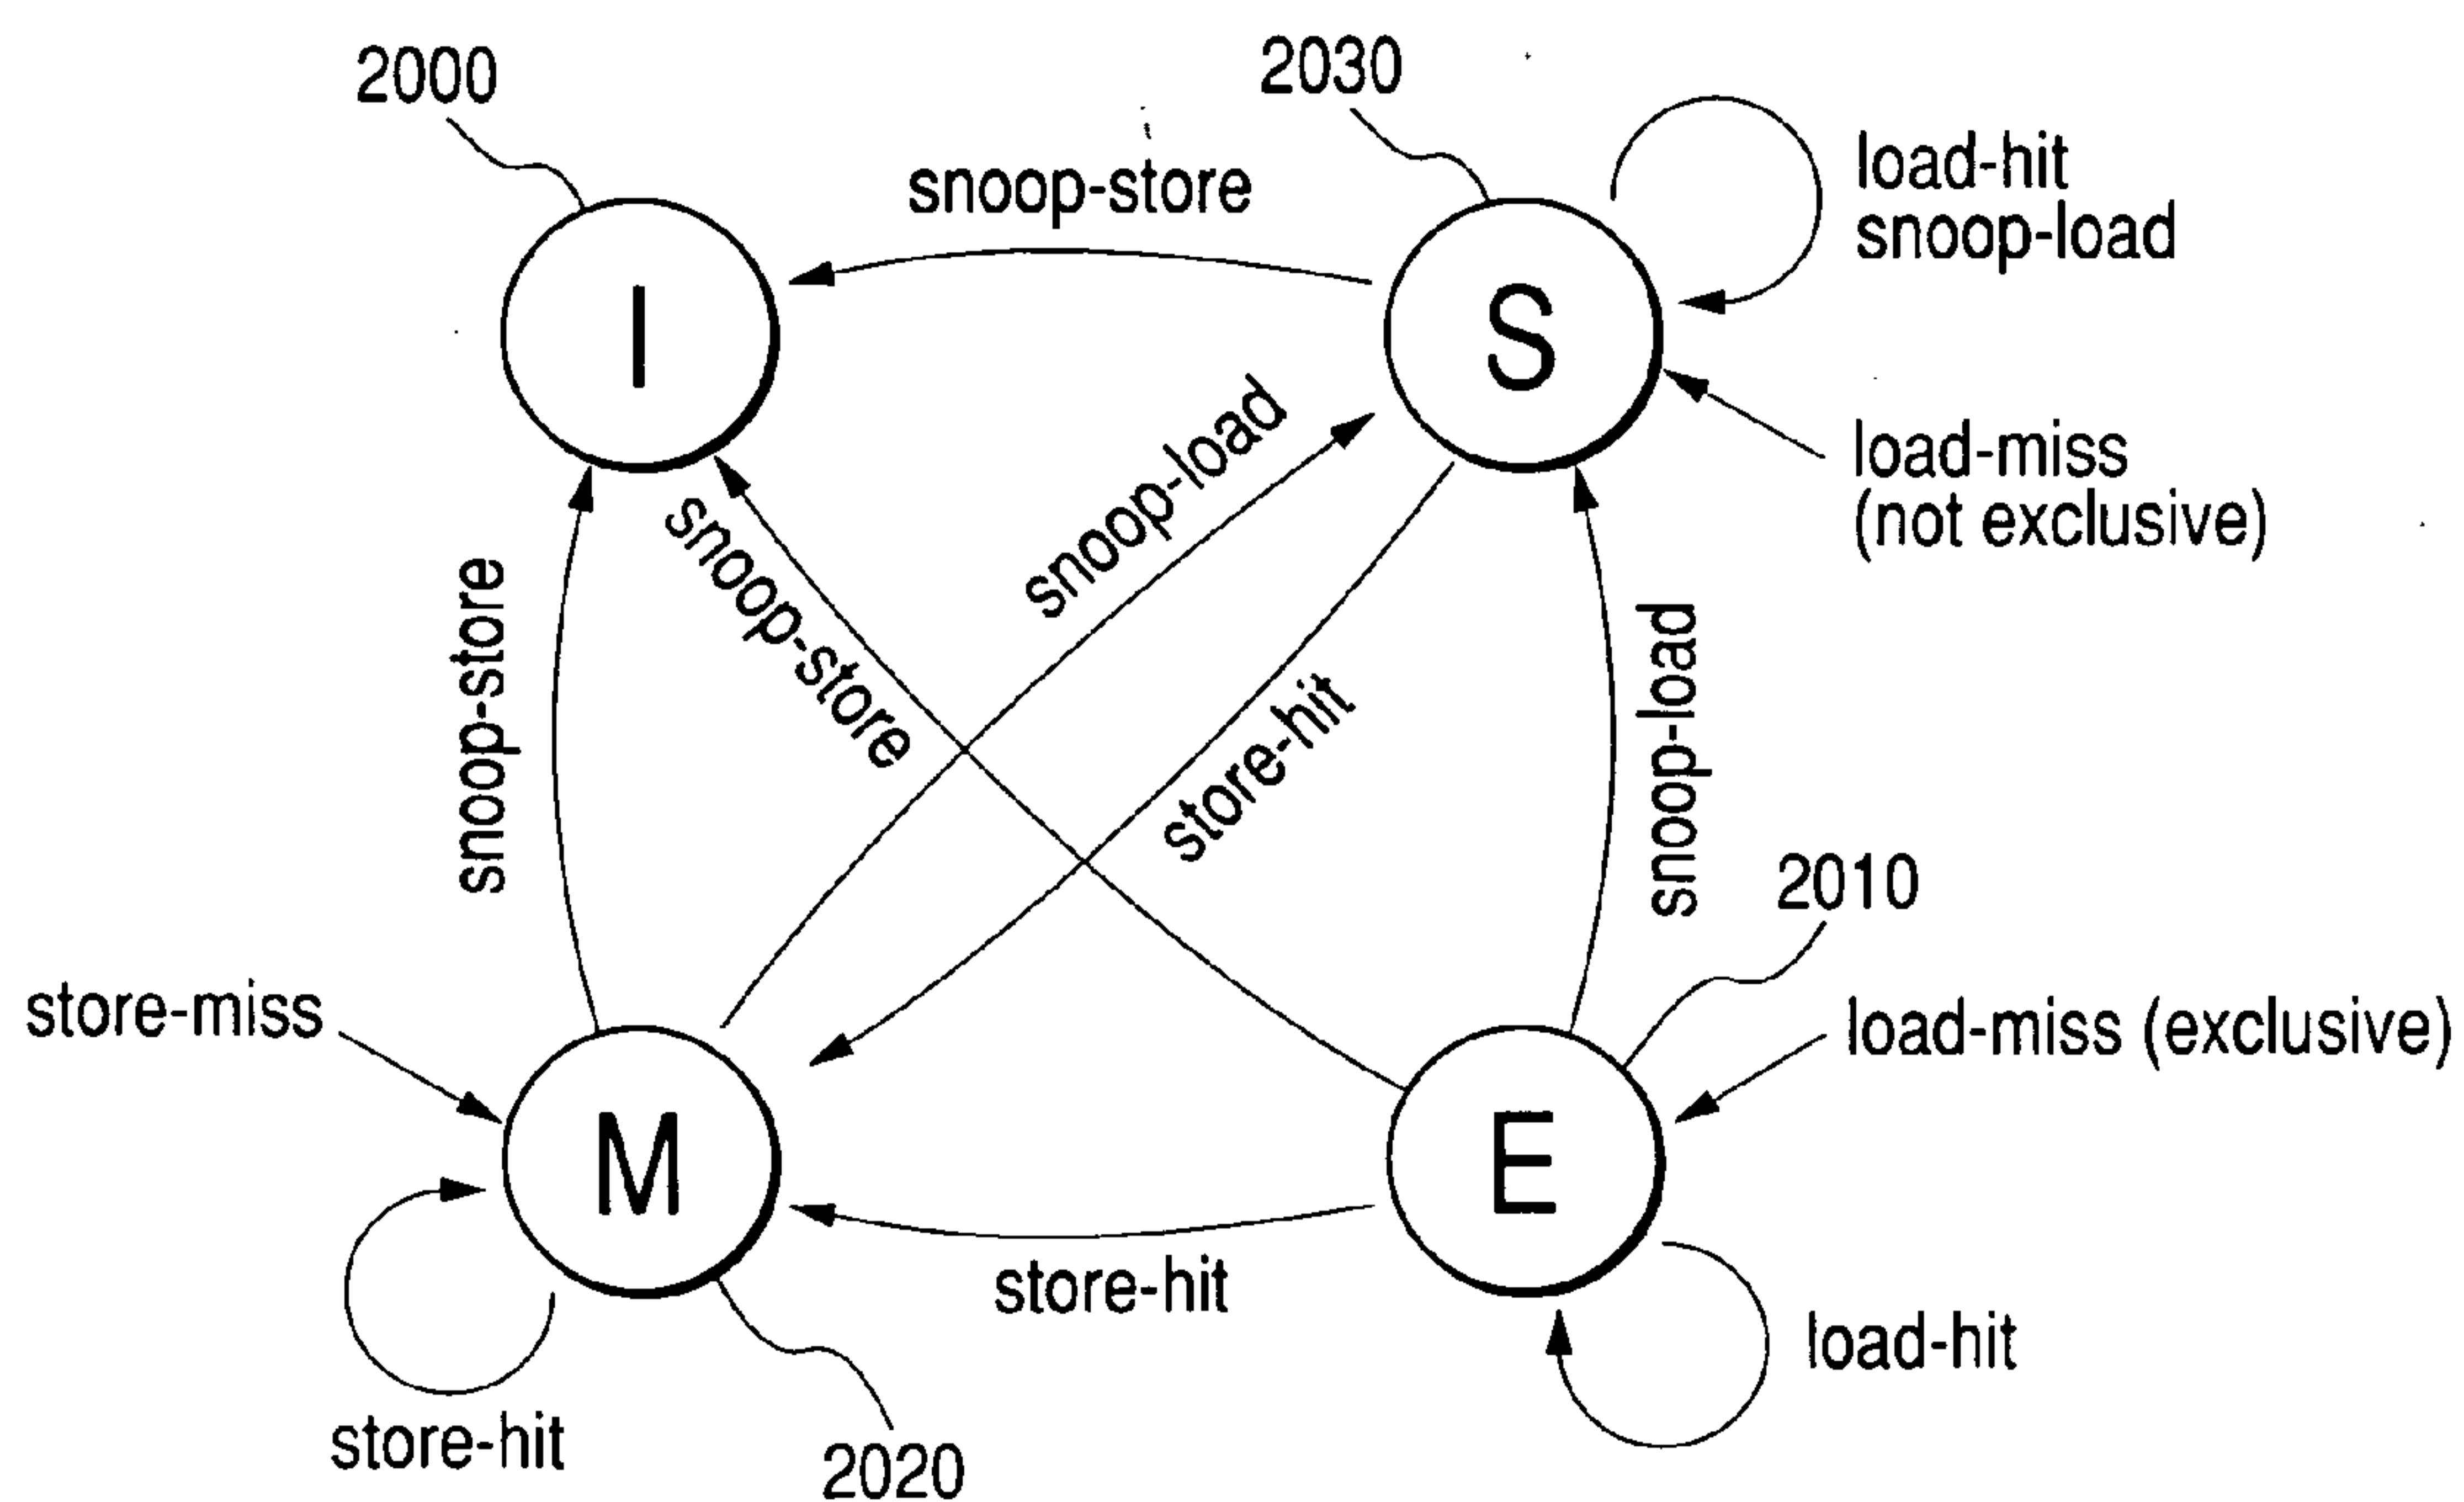 2000
2030
snoop-store
load-hit
snoop-load
I
S
snoop-load
load-miss
(not exclusive)
snoop-store
snoop-store
store-hit
snoop-load
2010
store-miss
load-miss (exclusive)
M
E
store-hit
load-hit
store-hit
2020